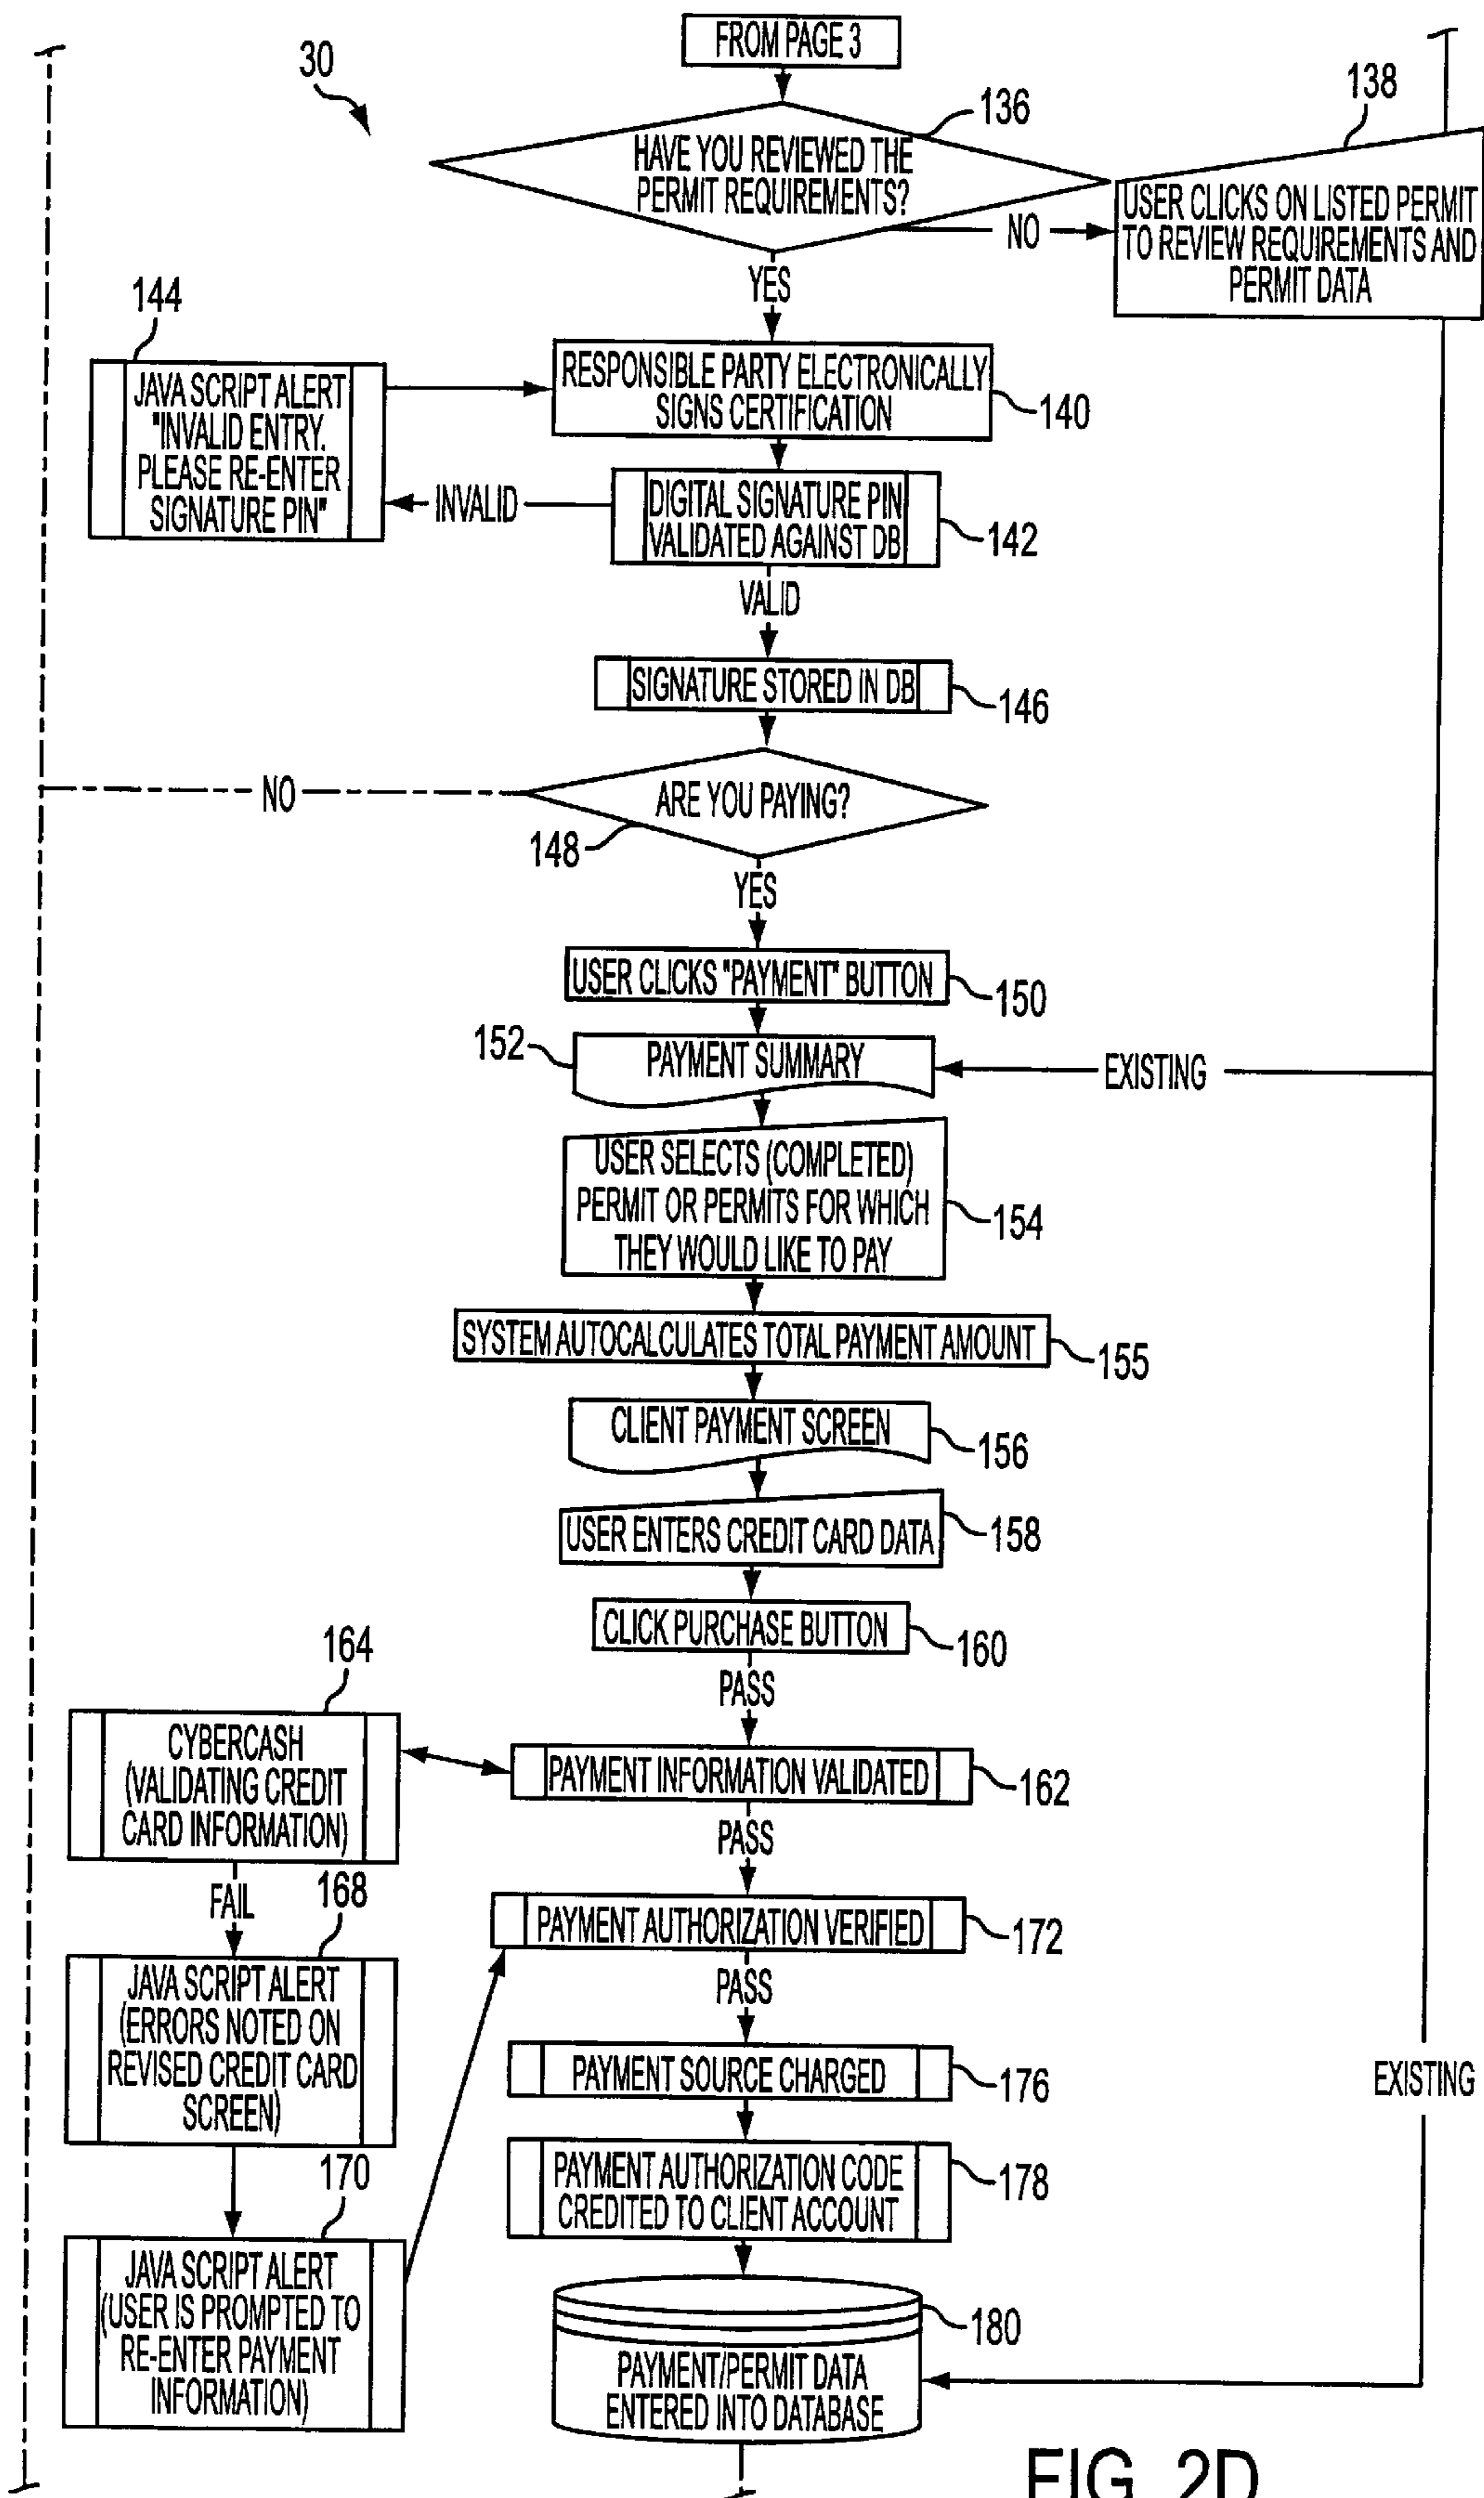 FROM PAGE 3
30
136
138
HAVE YOU REVIEWED THE
PERMIT REQUIREMENTS?
USER CLICKS ON LISTED PERMIT
TO REVIEW REQUIREMENTS AND
PERMIT DATA
NO
YES
144
JAVA SCRIPT ALERT
"INVALID ENTRY.
PLEASE RE-ENTER
SIGNATURE PIN"
RESPONSIBLE PARTY ELECTRONICALLY
SIGNS CERTIFICATION
140
INVALID
DIGITAL SIGNATURE PIN
VALIDATED AGAINST DB
142
VALID
SIGNATURE STORED IN DB
146
NO
ARE YOU PAYING?
148
YES
USER CLICKS "PAYMENT" BUTTON
150
152
PAYMENT SUMMARY
EXISTING
USER SELECTS (COMPLETED)
PERMIT OR PERMITS FOR WHICH
THEY WOULD LIKE TO PAY
154
SYSTEM AUTOCALCULATES TOTAL PAYMENT AMOUNT
155
CLIENT PAYMENT SCREEN
156
USER ENTERS CREDIT CARD DATA
158
CLICK PURCHASE BUTTON
160
PASS
164
CYBERCASH
(VALIDATING CREDIT
CARD INFORMATION)
PAYMENT INFORMATION VALIDATED
162
PASS
FAIL
168
PAYMENT AUTHORIZATION VERIFIED
172
JAVA SCRIPT ALERT
(ERRORS NOTED ON
REVISED CREDIT CARD
SCREEN)
PASS
PAYMENT SOURCE CHARGED
176
EXISTING
170
PAYMENT AUTHORIZATION CODE
CREDITED TO CLIENT ACCOUNT
178
JAVA SCRIPT ALERT
(USER IS PROMPTED TO
RE-ENTER PAYMENT
INFORMATION)
180
PAYMENT/PERMIT DATA
ENTERED INTO DATABASE
FIG. 2D